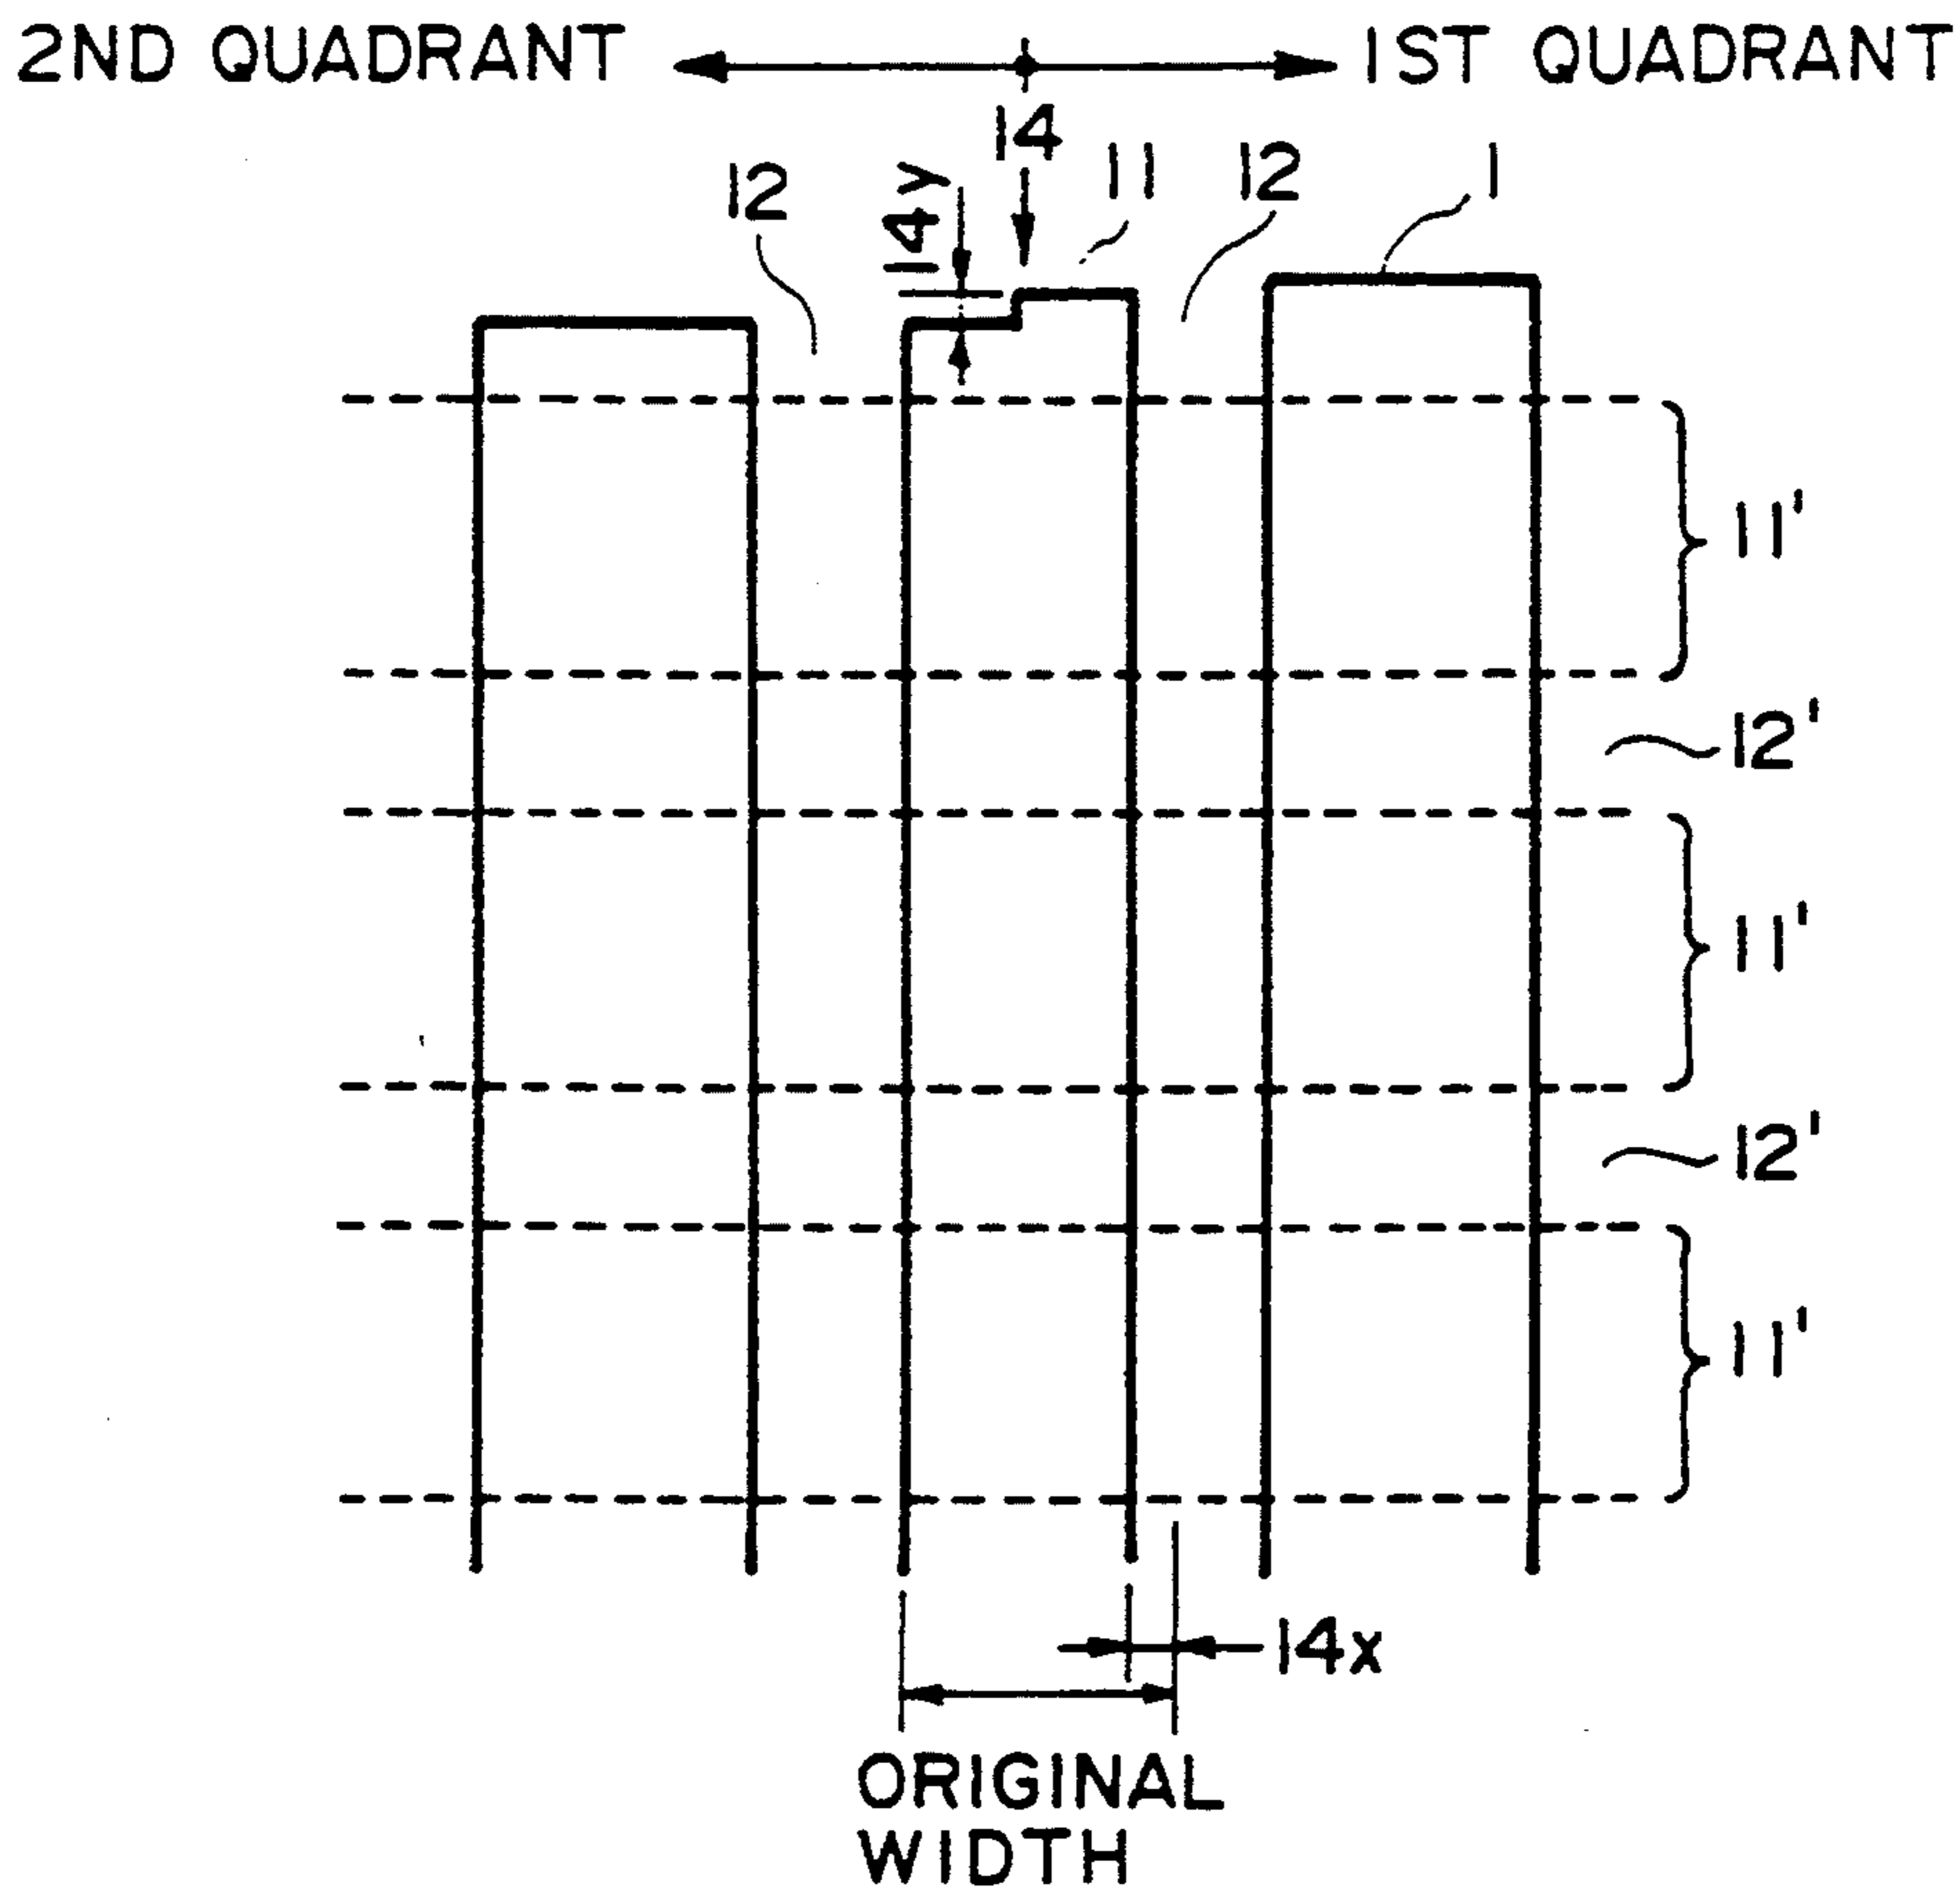 2ND QUADRANT
1ST QUADRANT
14
12
14y
11
12
1
11'
12'
11'
12'
11'
14x
ORIGINAL
WIDTH